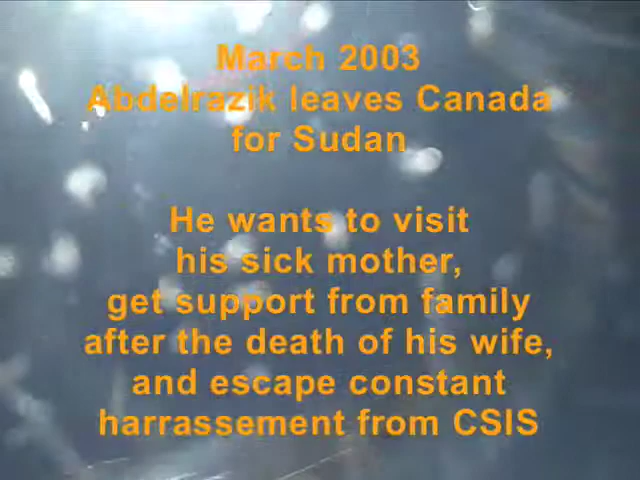 March 2003
Abdelrazik leaves Canada
for Sudan
He wants to visit
his sick mother,
get support from family
after the death of his wife,
and escape constant
harrassement from CSIS